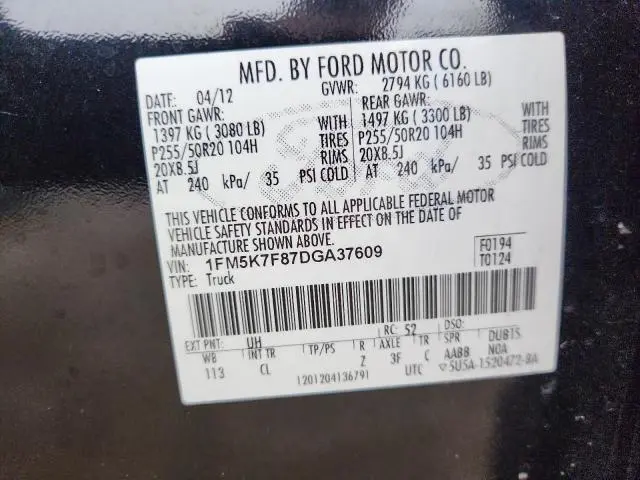 MFD. BY FORD MOTOR CO.
DATE: 04/12 GVWR: 2794 KG ( 6160 LB)
FRONT GAWR: REAR GAWR:
1397 KG ( 3080 LB) WITH 1497 KG ( 3300 LB) WITH
P255/50R20 104H TIRES P255/50R20 104H TIRES
20X8.5J RIMS 20X8.5J RIMS
AT 240 kPa/ 35 PSI COLD AT 240 kPa/ 35 PSI COLD
THIS VEHICLE CONFORMS TO ALL APPLICABLE FEDERAL MOTOR
VEHICLE SAFETY STANDARDS IN EFFECT ON THE DATE OF
MANUFACTURE SHOWN ABOVE.
VIN: 1FM5K7F87DGA37609 F0194
TYPE: Truck T0124
EXT PNT: UH RC: 52 DSO:
WB INT TR TP/PS R AXLE TR SPR DUBTS
113 CL 2 3F C AABB NOA
1201204136791 UTC ▽5U5A-1520472-BA